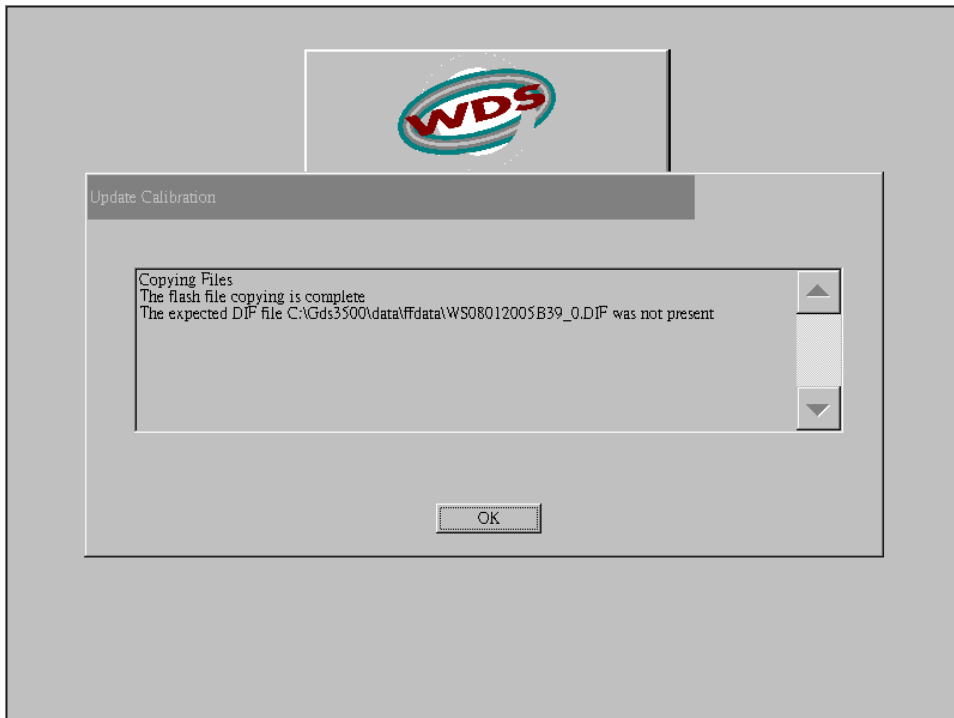 WDS
Update Calibration
Copying Files
The flash file copying is complete
The expected DIF file C:\Gds3500\data\ffdata\WS08012005B39_0.DIF was not present
OK